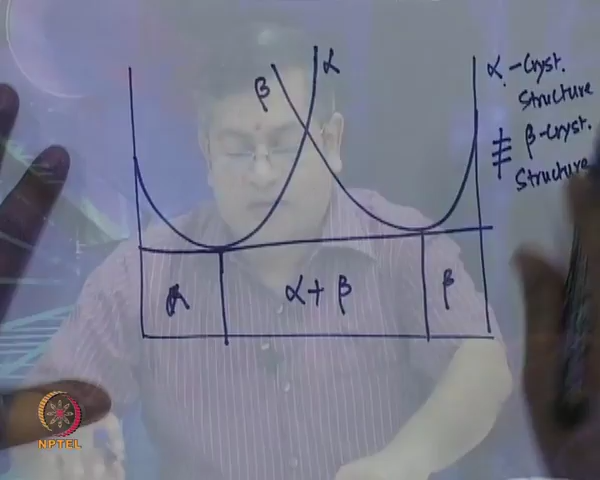 α
β
α - Cryst.
Structure
≢ β - Cryst.
Structure
α
α + β
β
NPTEL